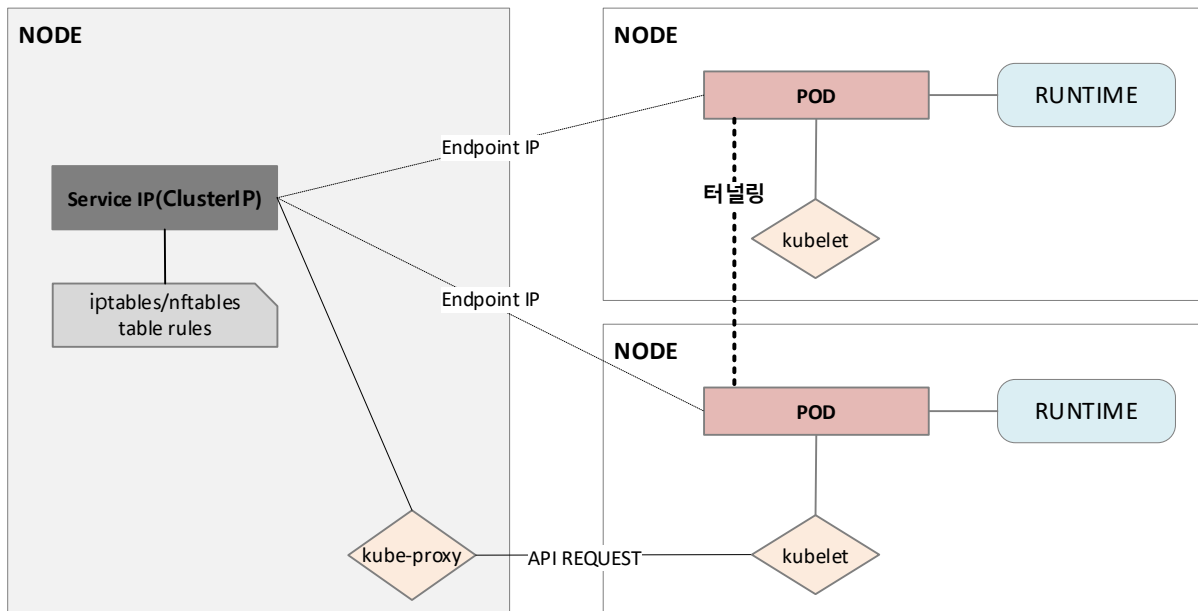 NODE
Service IP(ClusterIP)
iptables/nftables
table rules
Endpoint IP
Endpoint IP
kube-proxy
API REQUEST
NODE
POD
RUNTIME
터널링
kubelet
NODE
POD
RUNTIME
kubelet